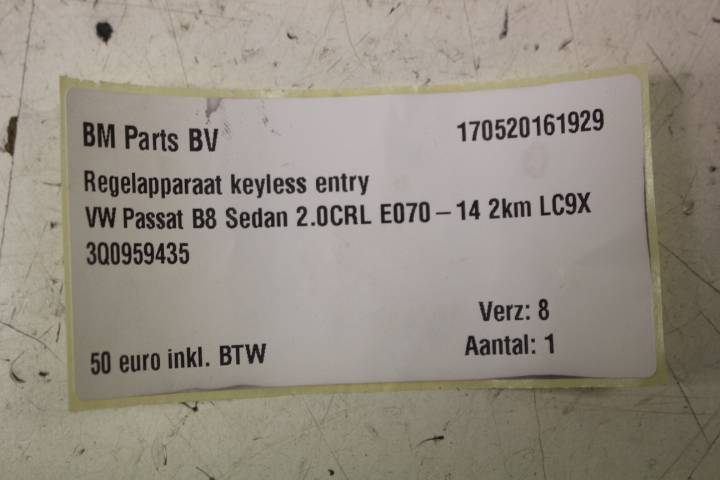 BM Parts BV 170520161929
Regelapparaat keyless entry
VW Passat B8 Sedan 2.0CRL E070 – 14 2km LC9X
3Q0959435
Verz: 8
50 euro inkl. BTW Aantal: 1